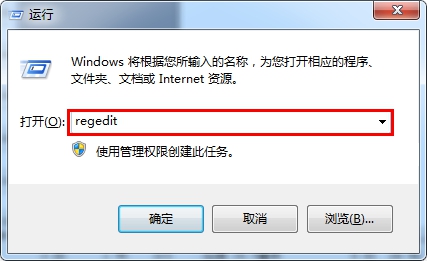 运行
Windows 将根据您所输入的名称，为您打开相应的程序、
文件夹、文档或 Internet 资源。
打开(O): regedit
使用管理权限创建此任务。
确定 取消 浏览(B)...